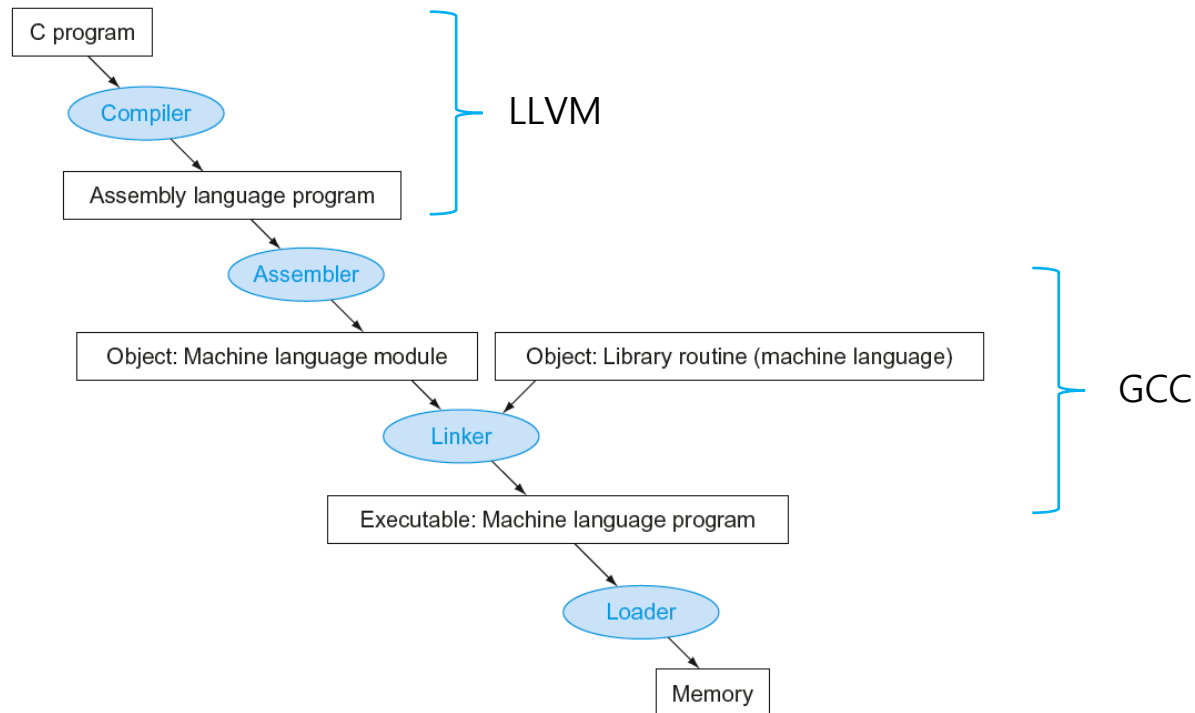 C program
Compiler
LLVM
Assembly language program
Assembler
Object: Machine language module
Object: Library routine (machine language)
GCC
Linker
Executable: Machine language program
Loader
Memory